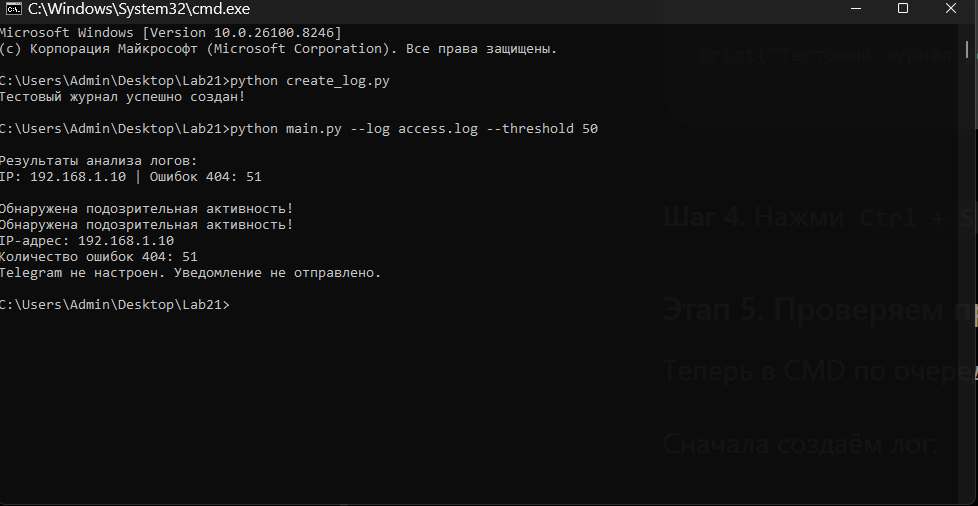 C:\Windows\System32\cmd.exe
Microsoft Windows [Version 10.0.26100.8246]
(c) Корпорация Майкрософт (Microsoft Corporation). Все права защищены.
C:\Users\Admin\Desktop\Lab21>python create_log.py
Тестовый журнал успешно создан!
C:\Users\Admin\Desktop\Lab21>python main.py --log access.log --threshold 50
Результаты анализа логов:
IP: 192.168.1.10 | Ошибок 404: 51
Обнаружена подозрительная активность!
Обнаружена подозрительная активность!
IP-адрес: 192.168.1.10
Количество ошибок 404: 51
Telegram не настроен. Уведомление не отправлено.
C:\Users\Admin\Desktop\Lab21>
print("Тестовый журнал
Шаг 4. Нажми Ctrl + S
Этап 5. Проверяем
Теперь в CMD по
Сначала создаём лог: